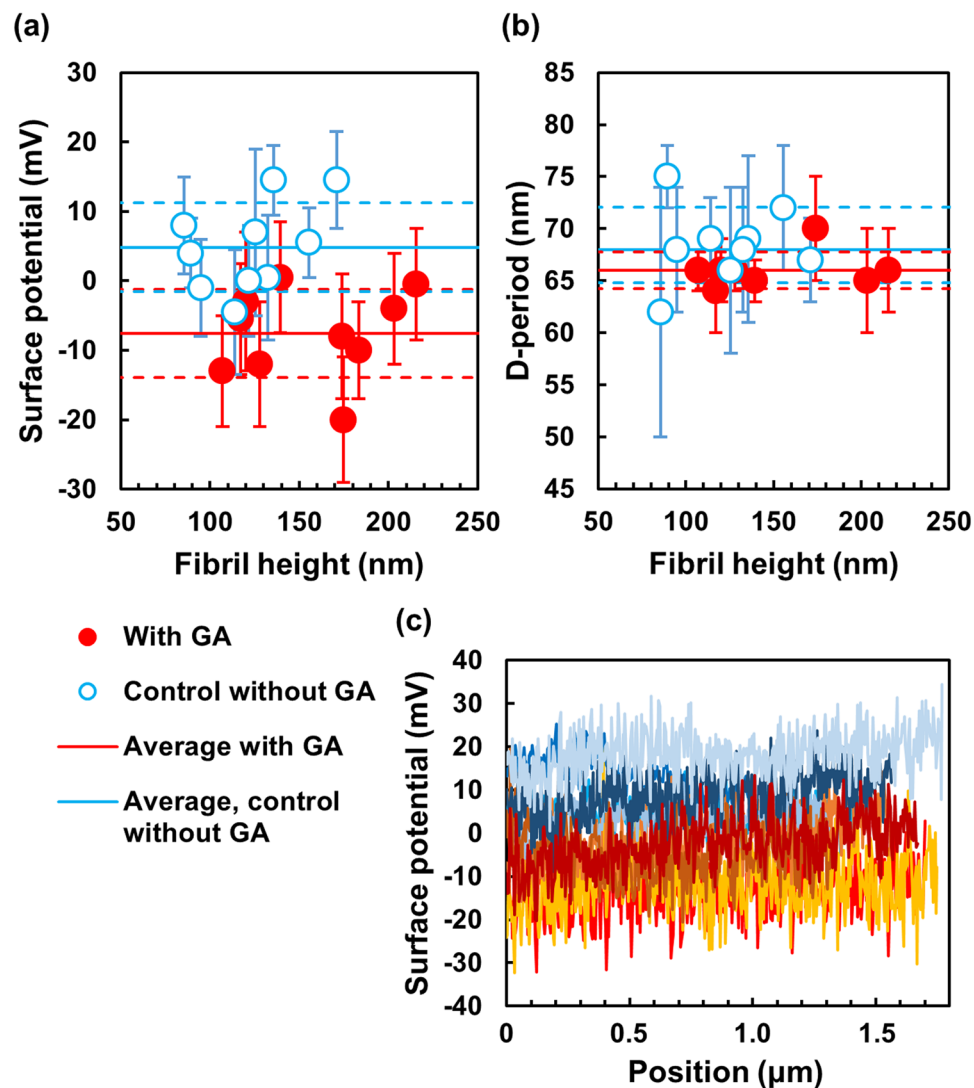 (a)
(b)
30
20
10
0
-10
-20
-30
Surface potential (mV)
50
100
150
200
250
Fibril height (nm)
85
80
75
70
65
60
55
50
45
D-period (nm)
50
100
150
200
250
Fibril height (nm)
With GA
Control without GA
Average with GA
Average, control
without GA
(c)
40
30
20
10
0
-10
-20
-30
-40
Surface potential (mV)
0
0.5
1.0
1.5
Position (μm)